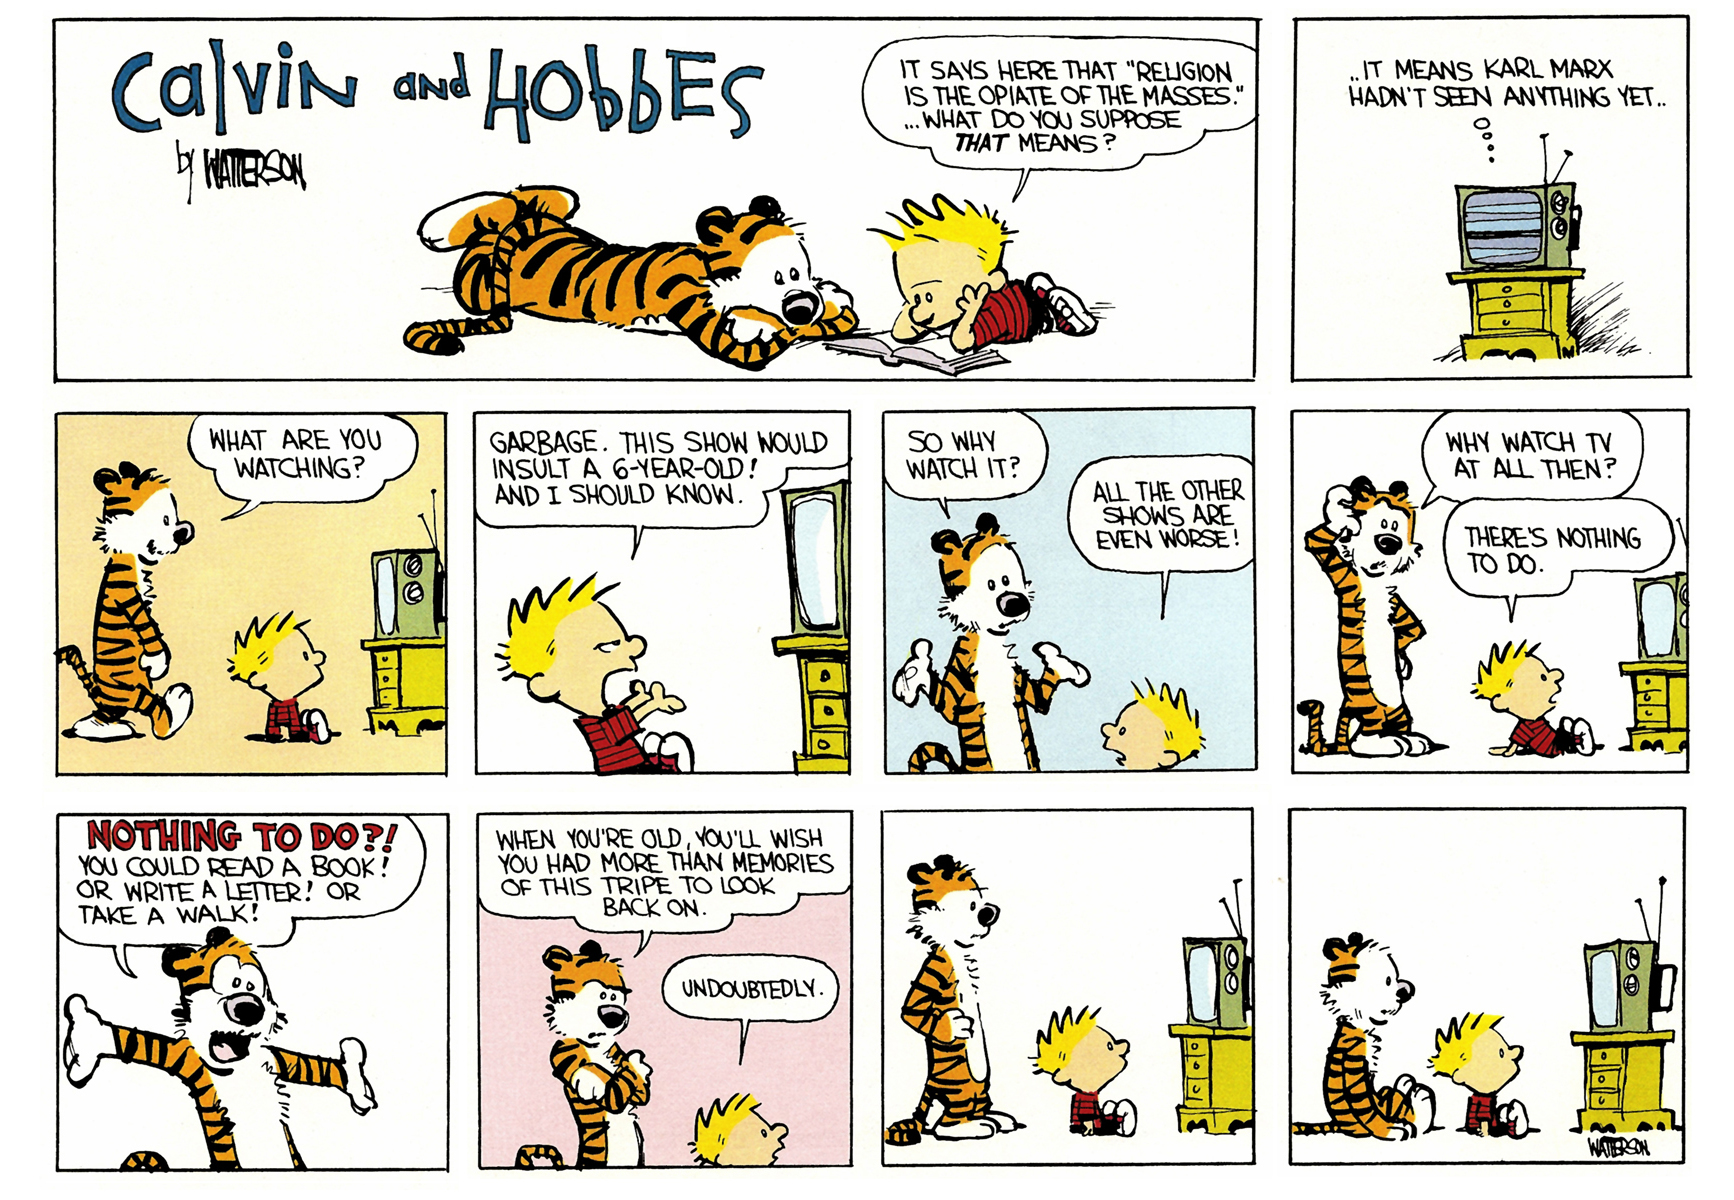 Calvin and Hobbes
by WATTERSON
IT SAYS HERE THAT "RELIGION
IS THE OPIATE OF THE MASSES."
...WHAT DO YOU SUPPOSE
THAT MEANS?
..IT MEANS KARL MARX
HADN'T SEEN ANYTHING YET..
WHAT ARE YOU
WATCHING?
GARBAGE. THIS SHOW WOULD
INSULT A 6-YEAR-OLD!
AND I SHOULD KNOW.
SO WHY
WATCH IT?
ALL THE OTHER
SHOWS ARE
EVEN WORSE!
WHY WATCH TV
AT ALL THEN?
THERE'S NOTHING
TO DO.
NOTHING TO DO?!
YOU COULD READ A BOOK!
OR WRITE A LETTER! OR
TAKE A WALK!
WHEN YOU'RE OLD, YOU'LL WISH
YOU HAD MORE THAN MEMORIES
OF THIS TRIPE TO LOOK
BACK ON.
UNDOUBTEDLY.
WATTERSON